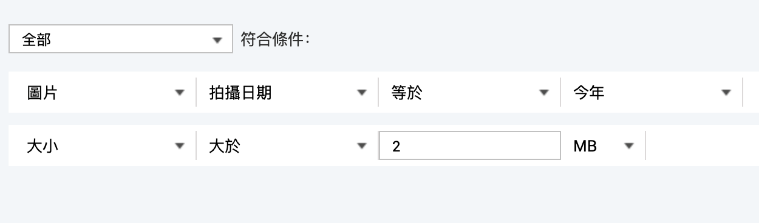 全部 符合條件：
圖片 拍攝日期 等於 今年
大小 大於 2 MB